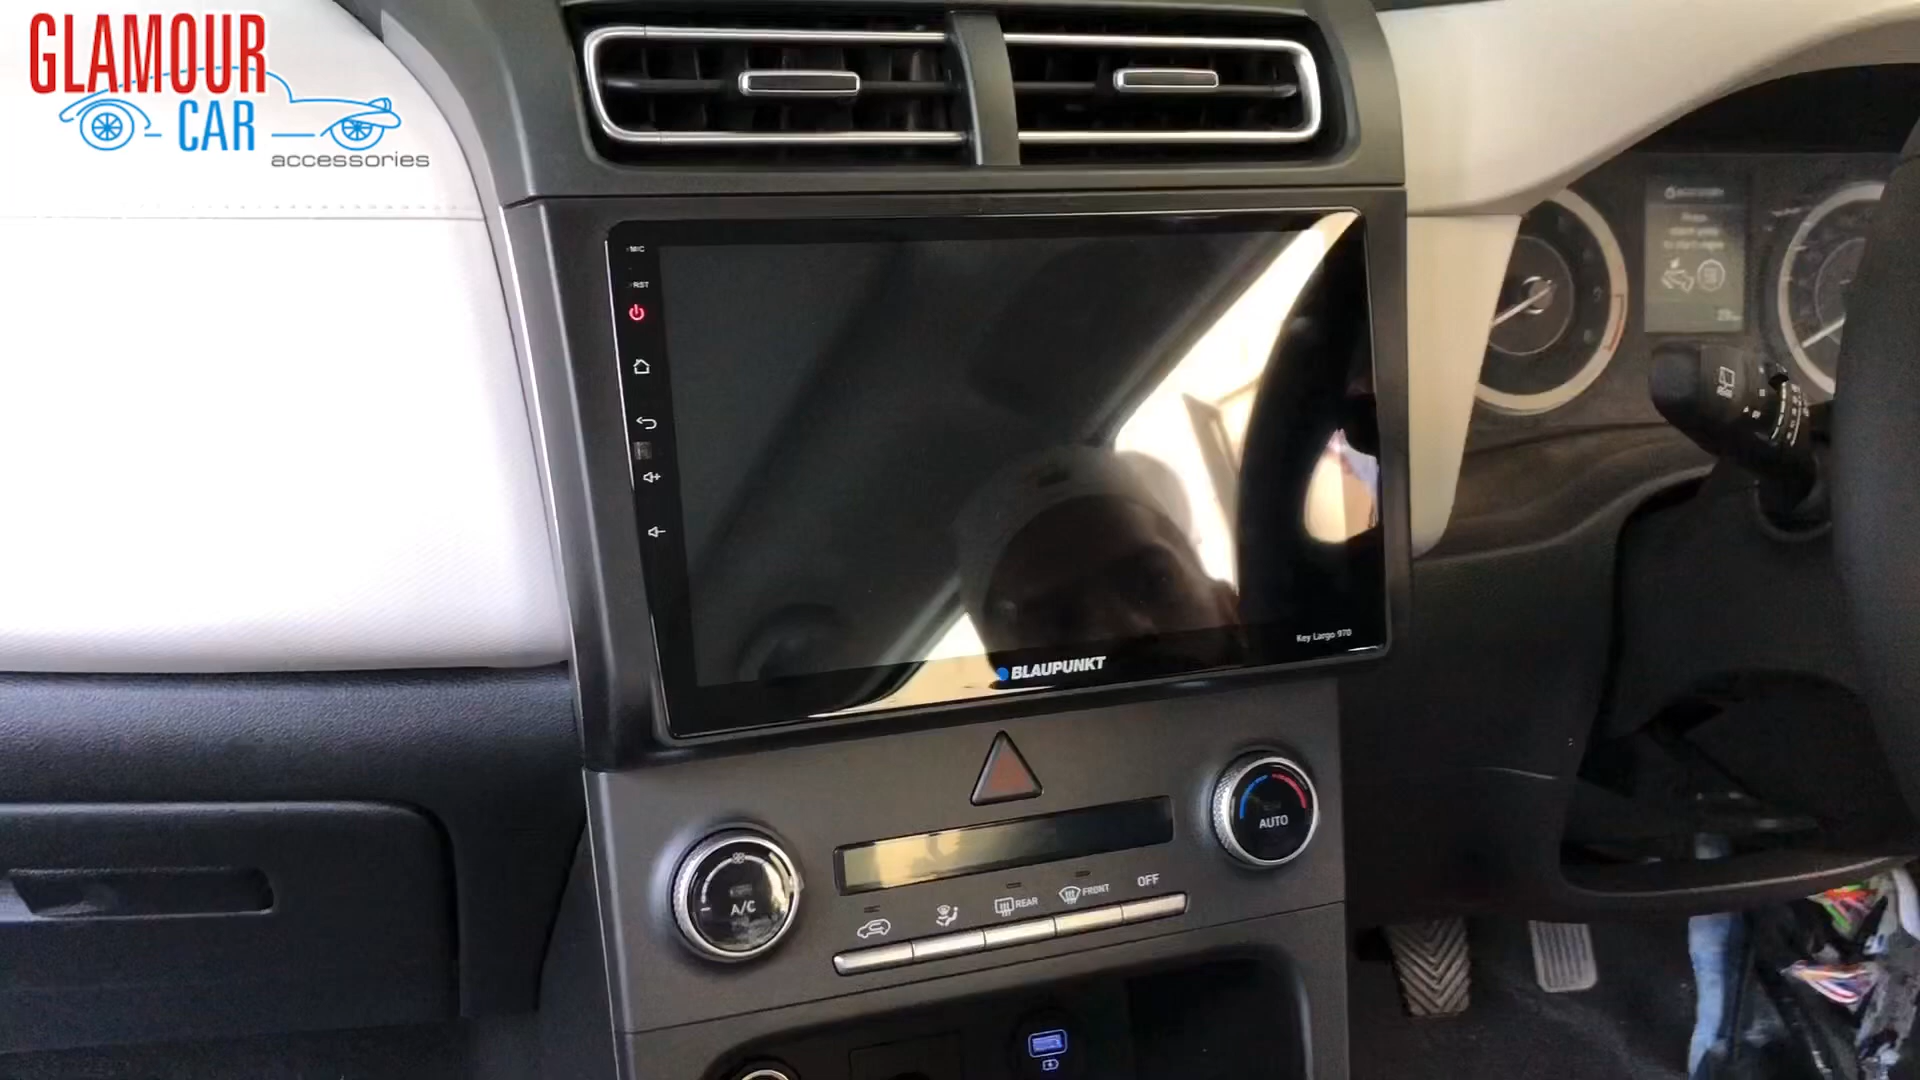 GLAMOUR
CAR
accessories
MIC
RST
Key Largo 970
BLAUPUNKT
AUTO
A/C
REAR
FRONT
OFF